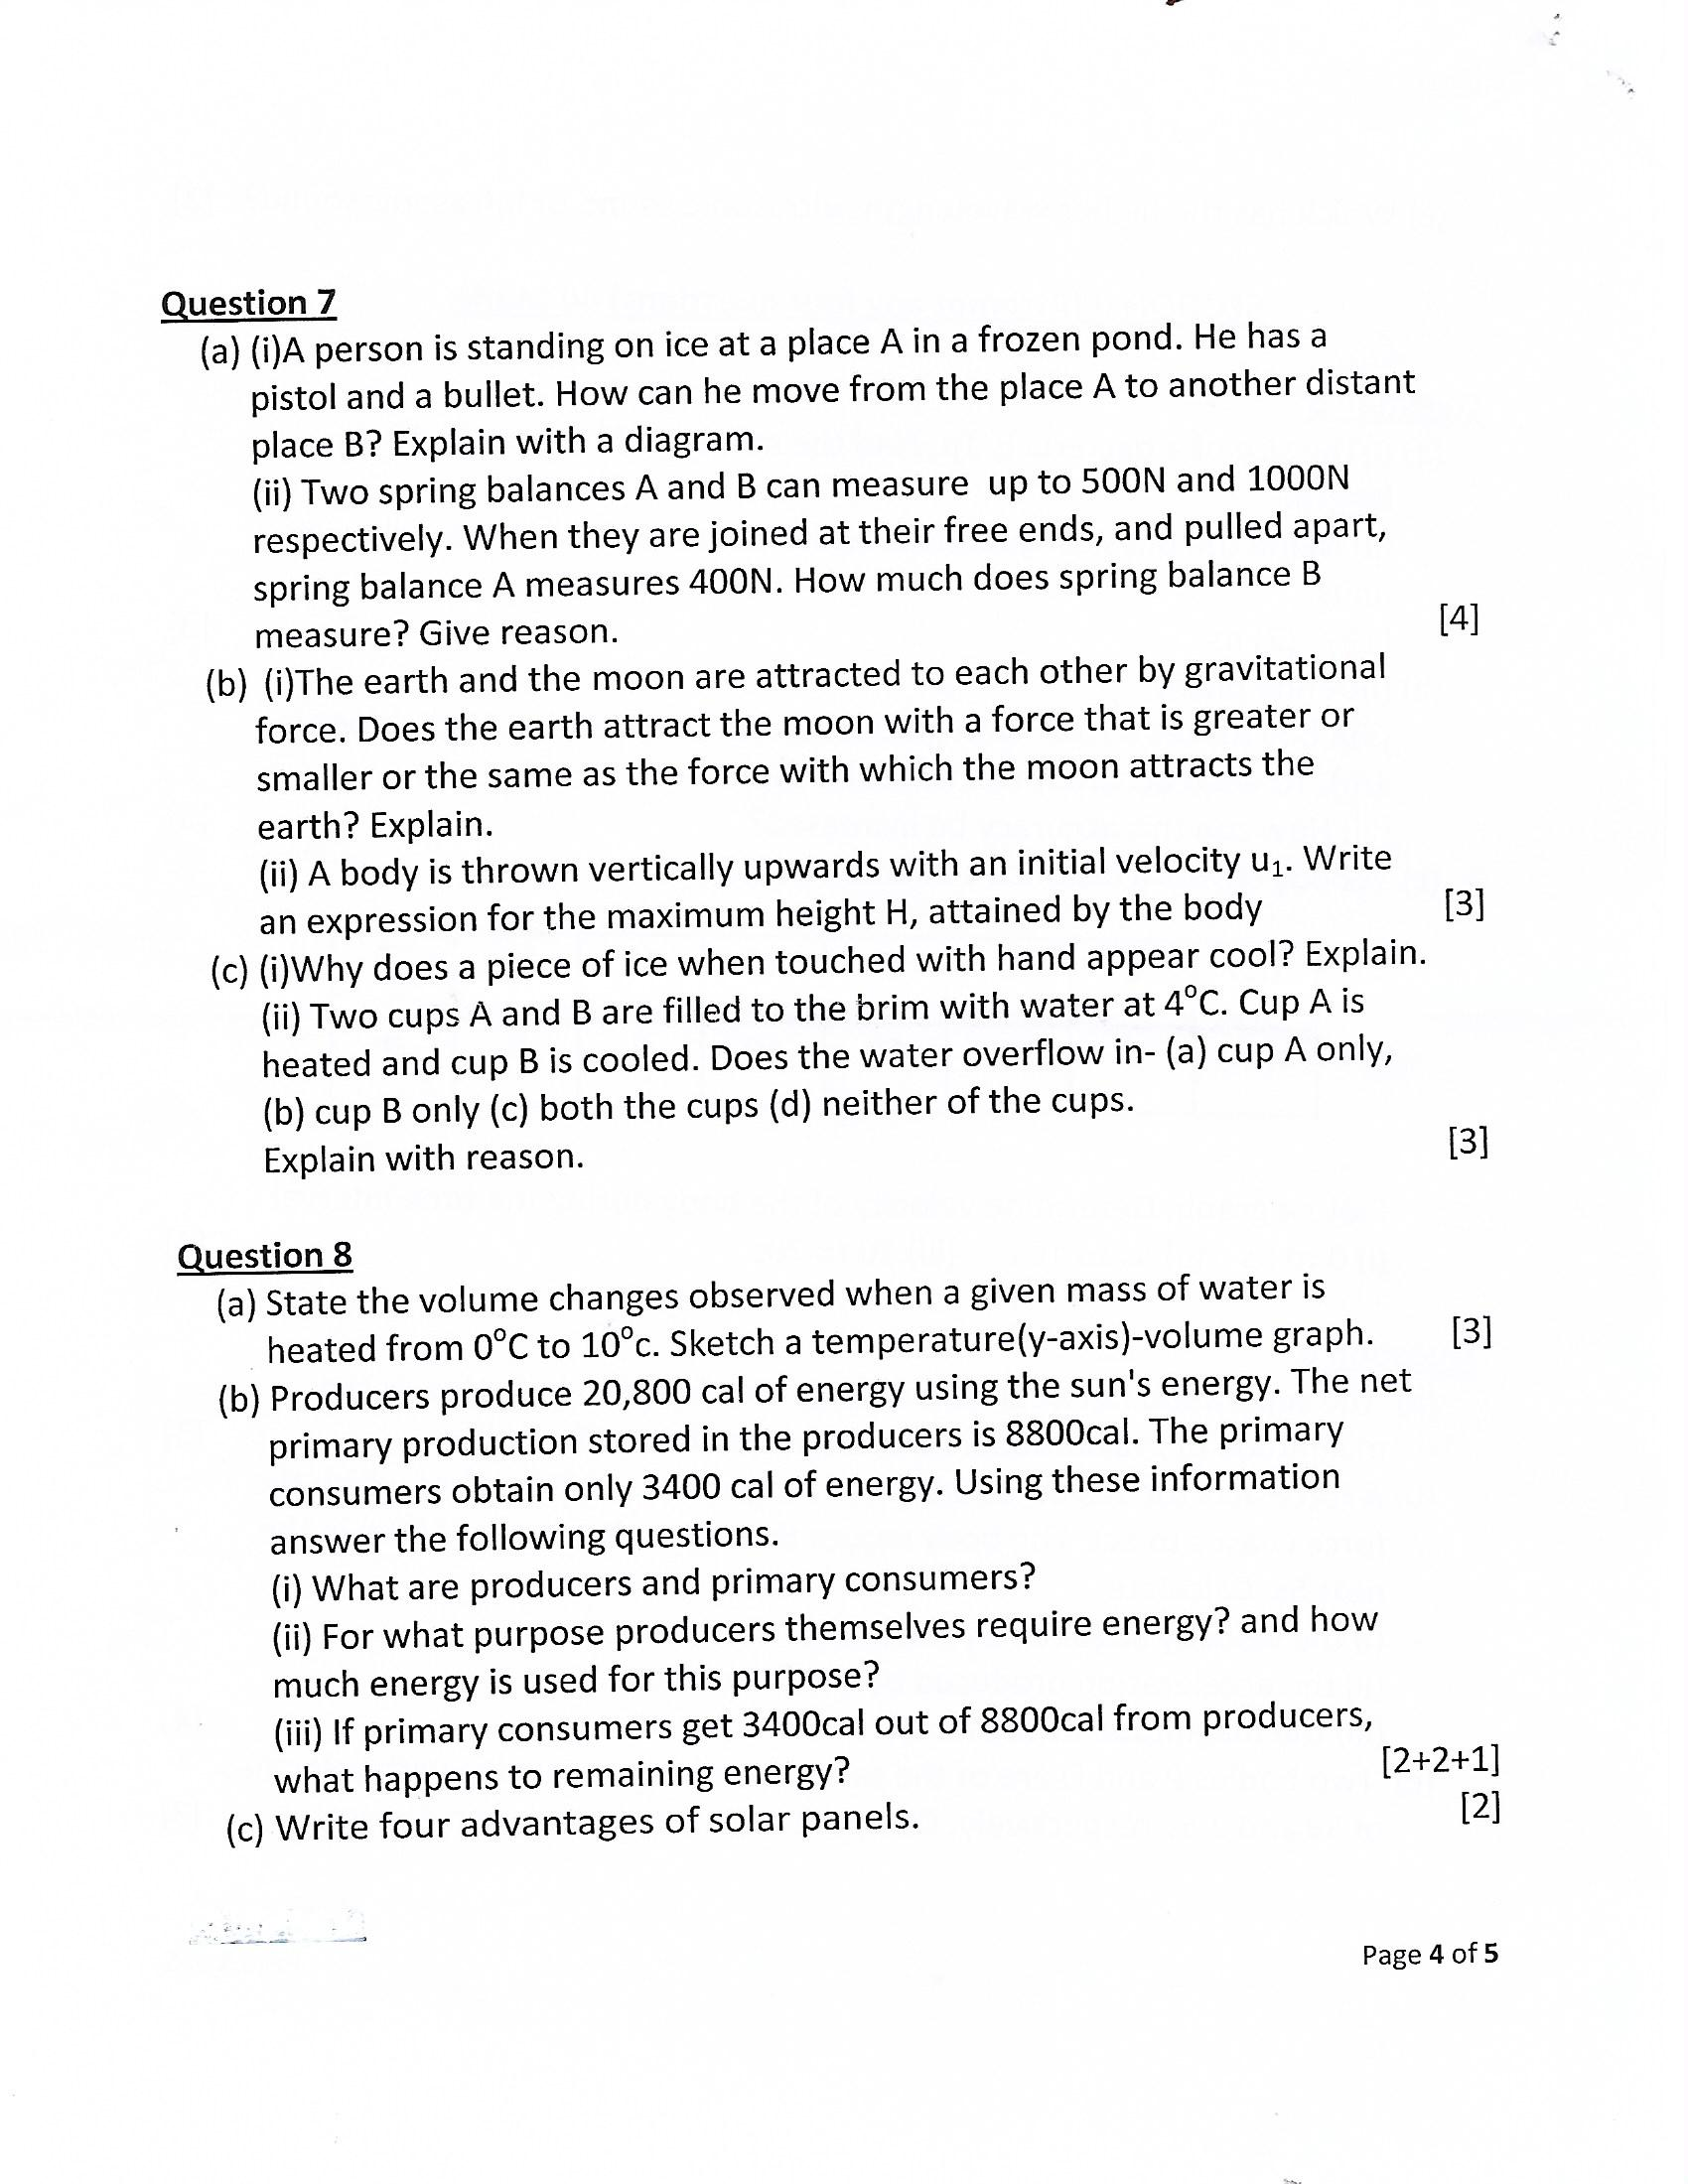 Question 7
(a) (i)A person is standing on ice at a place A in a frozen pond. He has a
pistol and a bullet. How can he move from the place A to another distant
place B? Explain with a diagram.
(ii) Two spring balances A and B can measure up to 500N and 1000N
respectively. When they are joined at their free ends, and pulled apart,
spring balance A measures 400N. How much does spring balance B
measure? Give reason. [4]
(b) (i)The earth and the moon are attracted to each other by gravitational
force. Does the earth attract the moon with a force that is greater or
smaller or the same as the force with which the moon attracts the
earth? Explain.
(ii) A body is thrown vertically upwards with an initial velocity u₁. Write
an expression for the maximum height H, attained by the body [3]
(c) (i)Why does a piece of ice when touched with hand appear cool? Explain.
(ii) Two cups A and B are filled to the brim with water at 4⁰C. Cup A is
heated and cup B is cooled. Does the water overflow in- (a) cup A only,
(b) cup B only (c) both the cups (d) neither of the cups.
Explain with reason. [3]
Question 8
(a) State the volume changes observed when a given mass of water is
heated from 0⁰C to 10⁰c. Sketch a temperature(y-axis)-volume graph. [3]
(b) Producers produce 20,800 cal of energy using the sun's energy. The net
primary production stored in the producers is 8800cal. The primary
consumers obtain only 3400 cal of energy. Using these information
answer the following questions.
(i) What are producers and primary consumers?
(ii) For what purpose producers themselves require energy? and how
much energy is used for this purpose?
(iii) If primary consumers get 3400cal out of 8800cal from producers,
what happens to remaining energy? [2+2+1]
(c) Write four advantages of solar panels. [2]
Page 4 of 5